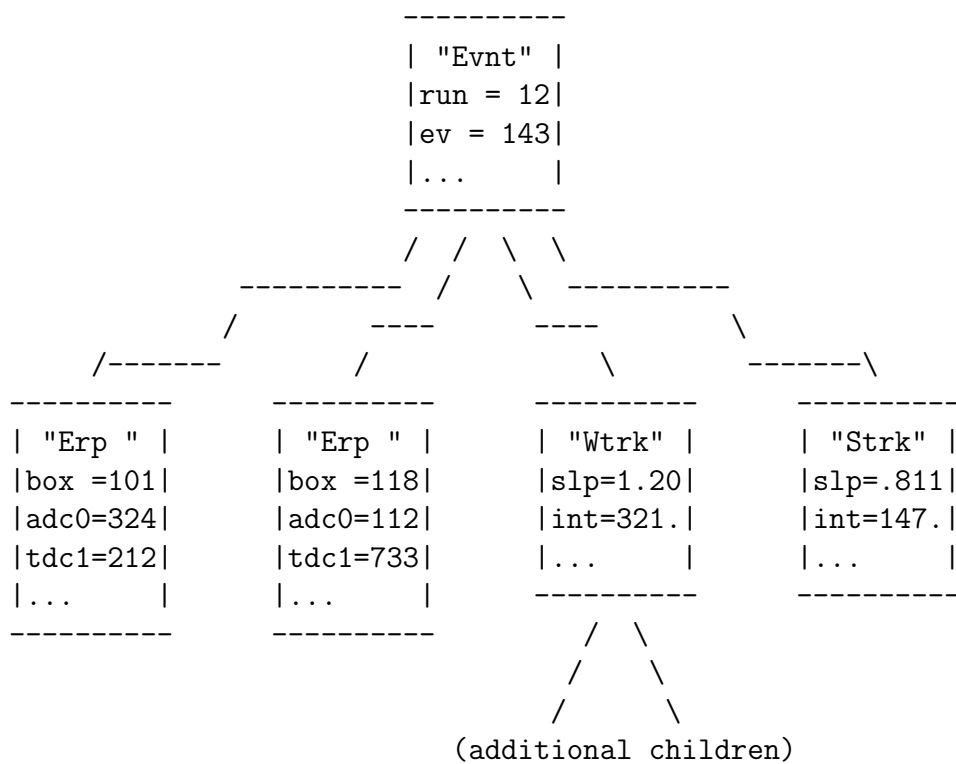 "Evnt"
run = 12
ev = 143
...
"Erp " "Erp " "Wtrk" "Strk"
box =101 box =118 slp=1.20 slp=.811
adc0=324 adc0=112 int=321. int=147.
tdc1=212 tdc1=733 ... ...
... ...
(additional children)